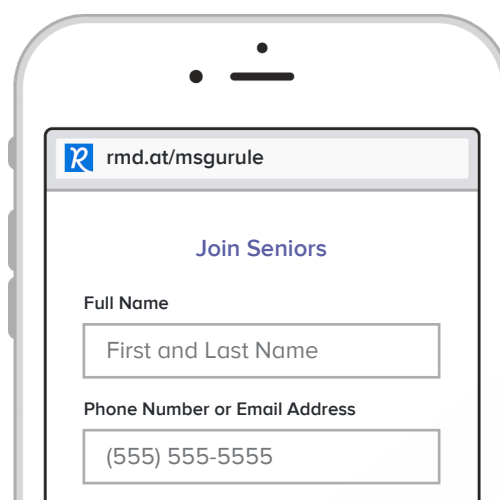 rmd.at/msgurule
Join Seniors
Full Name
First and Last Name
Phone Number or Email Address
(555) 555-5555